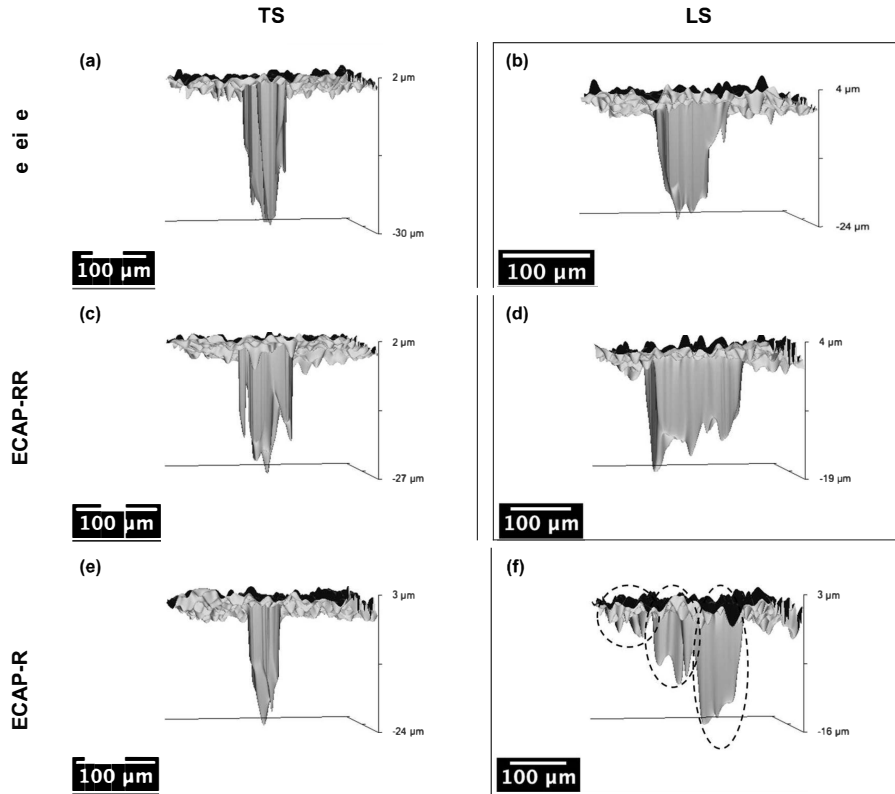 TS LS
(a) 2 µm -30 µm 100 µm
(b) 4 µm -24 µm 100 µm
ECAP-RR
(c) 2 µm -27 µm 100 µm
(d) 4 µm -19 µm 100 µm
ECAP-R
(e) 3 µm -24 µm 100 µm
(f) 3 µm -16 µm 100 µm